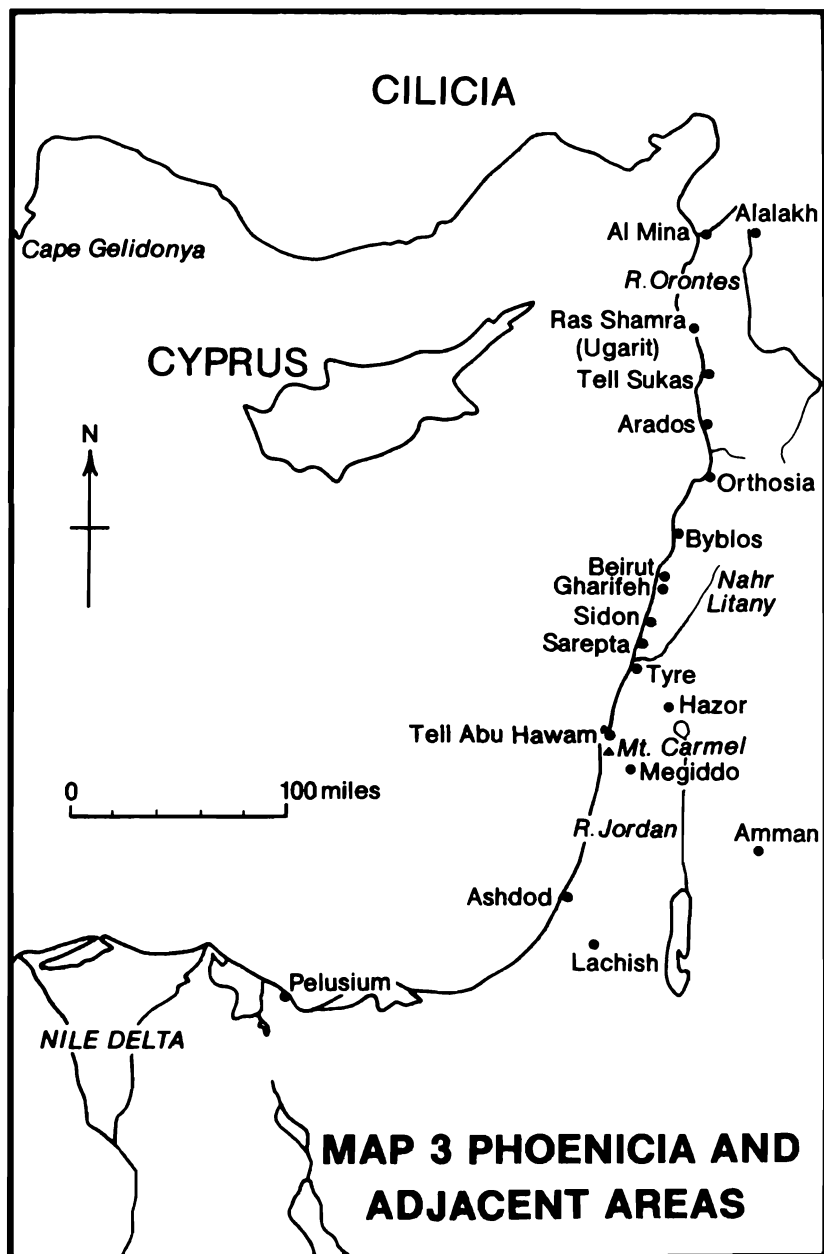 CILICIA
Cape Gelidonya
Al Mina
Alalakh
R. Orontes
Ras Shamra
(Ugarit)
CYPRUS
Tell Sukas
Arados
N
Orthosia
Byblos
Beirut
Gharifeh
Nahr
Litany
Sidon
Sarepta
Tyre
Hazor
Tell Abu Hawam
Mt. Carmel
Megiddo
0 100 miles
R. Jordan
Amman
Ashdod
Lachish
Pelusium
NILE DELTA
MAP 3 PHOENICIA AND
ADJACENT AREAS